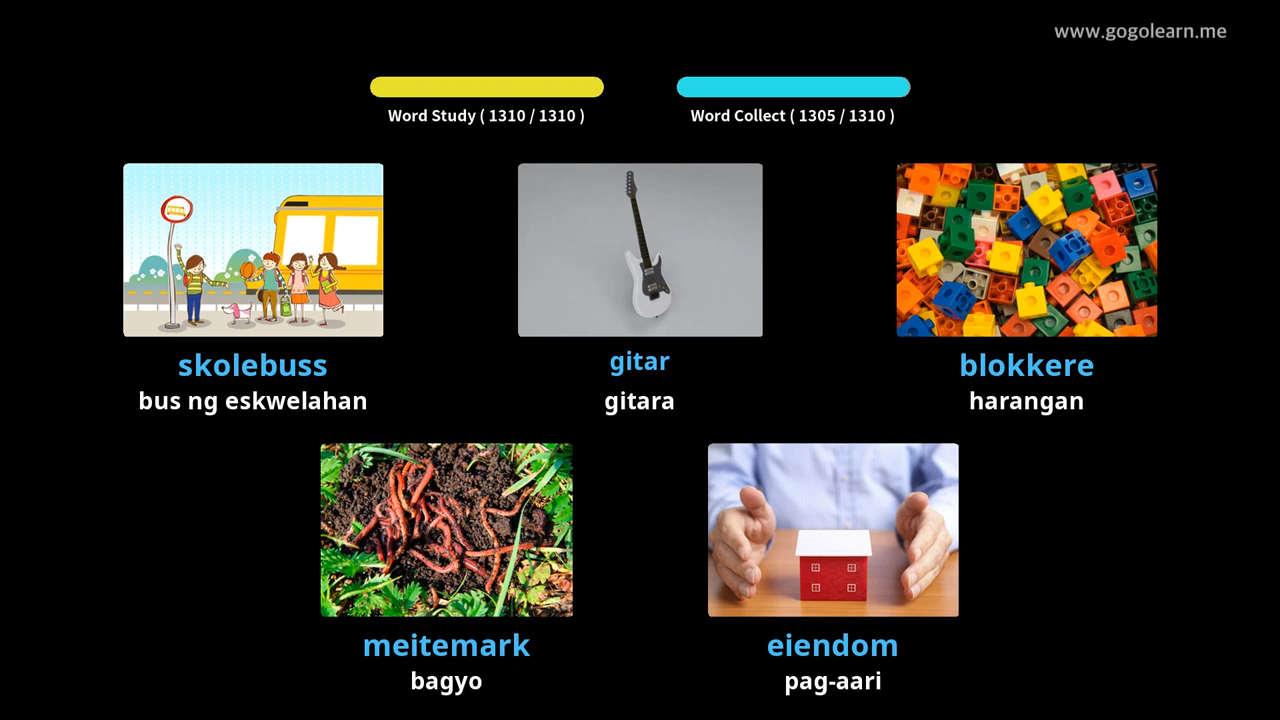 www.gogolearn.me
Word Study ( 1310 / 1310 )
Word Collect ( 1305 / 1310 )
skolebuss
bus ng eskwelahan
gitar
gitara
blokkere
harangan
meitemark
bagyo
eiendom
pag-aari